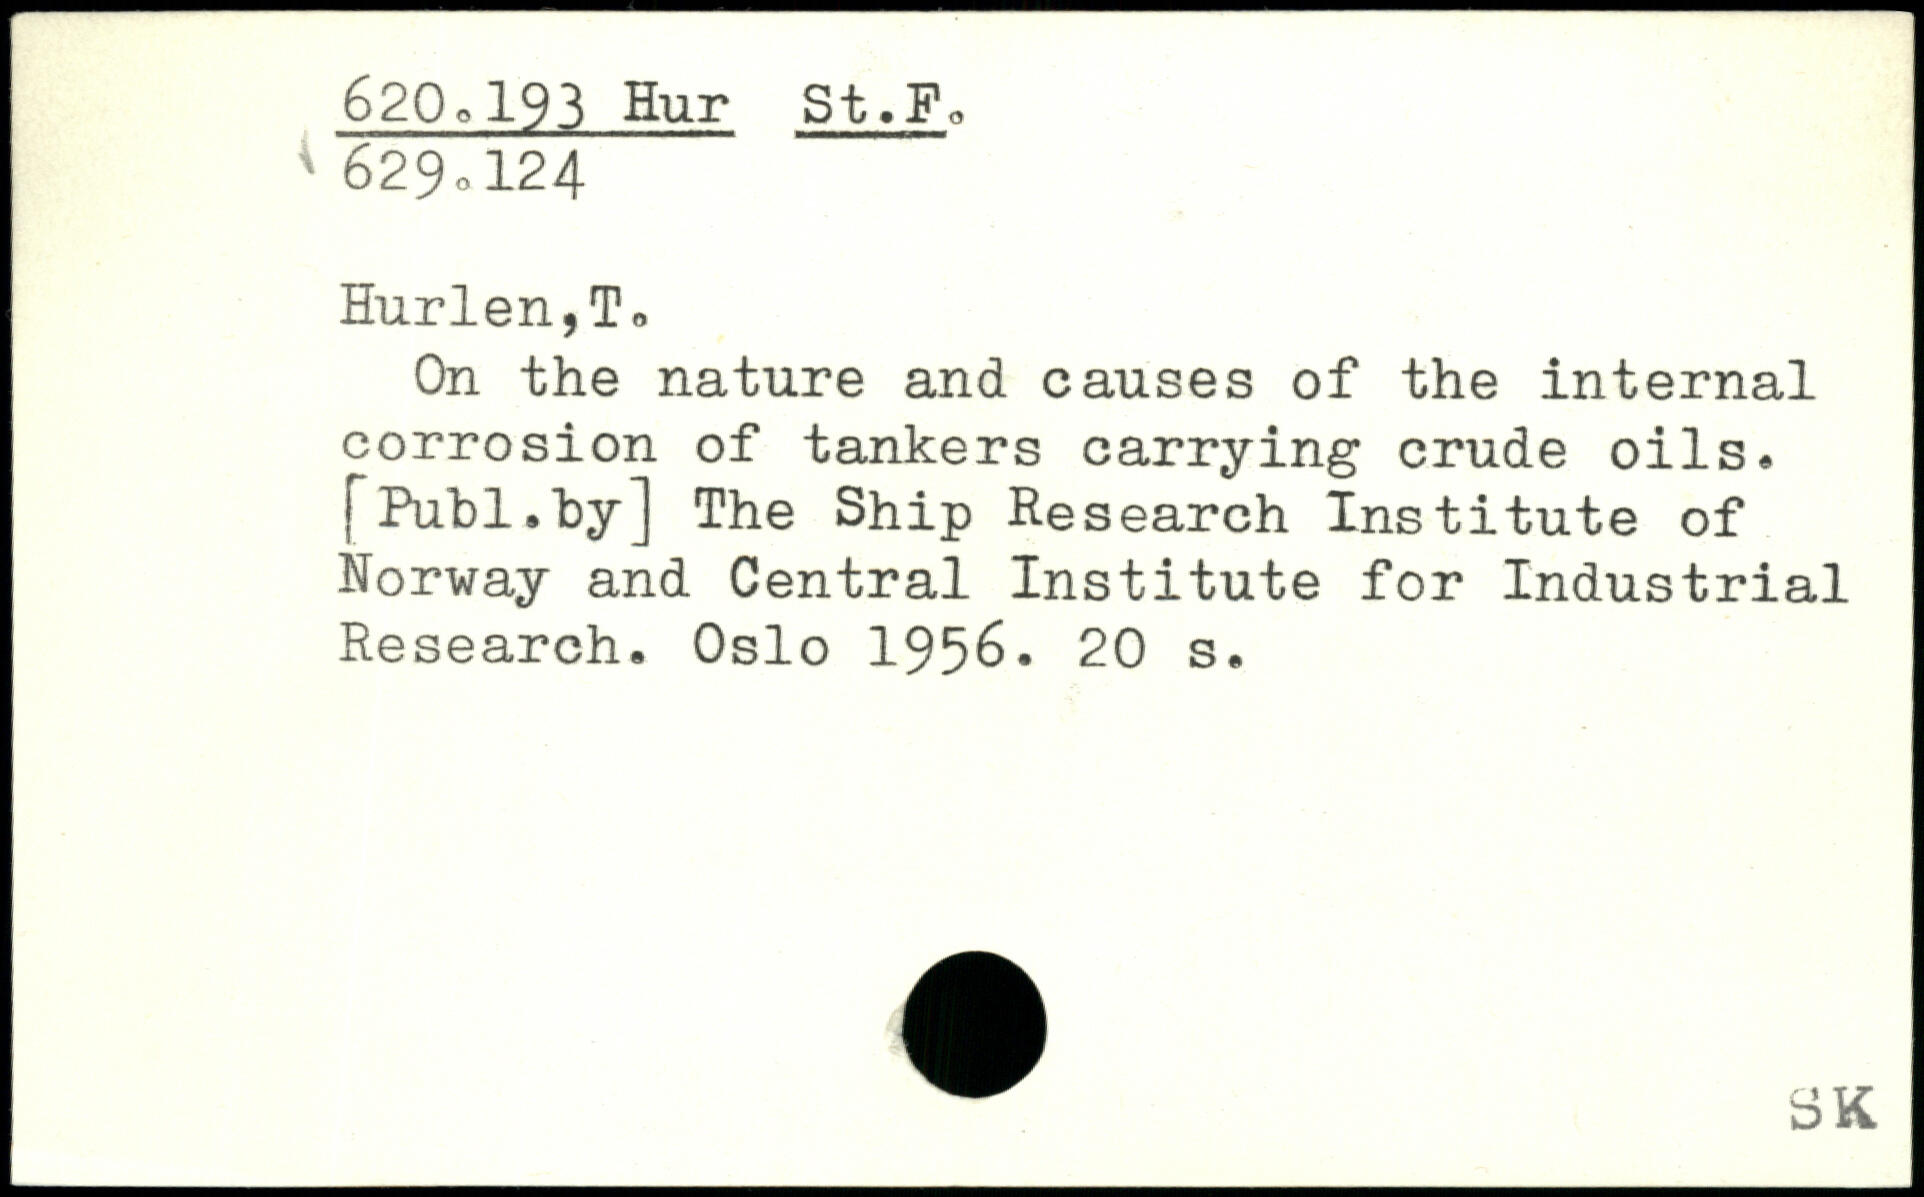 620.193 Hur St.F.
629.124
Hurlen,T.
On the nature and causes of the internal
corrosion of tankers carrying crude oils.
[Publ.by] The Ship Research Institute of
Norway and Central Institute for Industrial
Research. Oslo 1956. 20 s.
SK